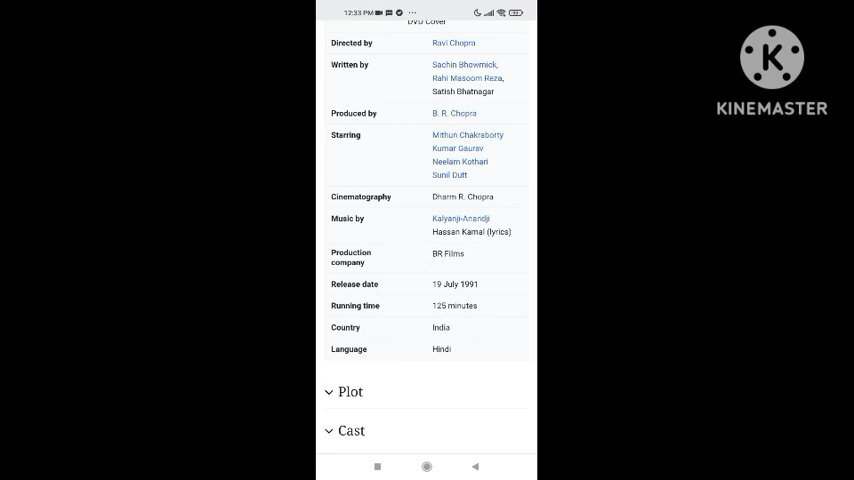 12:33 PM
DVD Cover
Directed by Ravi Chopra
Written by Sachin Bhowmick,
Rahi Masoom Reza,
Satish Bhatnagar
Produced by B. R. Chopra
Starring Mithun Chakraborty
Kumar Gaurav
Neelam Kothari
Sunil Dutt
Cinematography Dharm R. Chopra
Music by Kalyanji-Anandji
Hassan Kamal (lyrics)
Production company BR Films
Release date 19 July 1991
Running time 125 minutes
Country India
Language Hindi
Plot
Cast
K
KINEMASTER